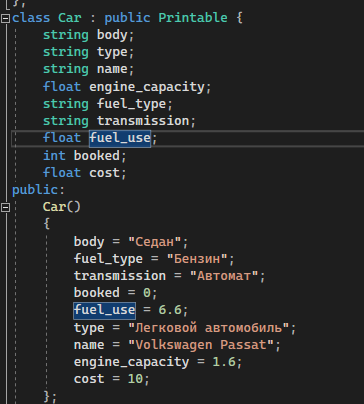 };
class Car : public Printable {
string body;
string type;
string name;
float engine_capacity;
string fuel_type;
string transmission;
float fuel_use;
int booked;
float cost;
public:
Car()
{
body = "Седан";
fuel_type = "Бензин";
transmission = "Автомат";
booked = 0;
fuel_use = 6.6;
type = "Легковой автомобиль";
name = "Volkswagen Passat";
engine_capacity = 1.6;
cost = 10;
};